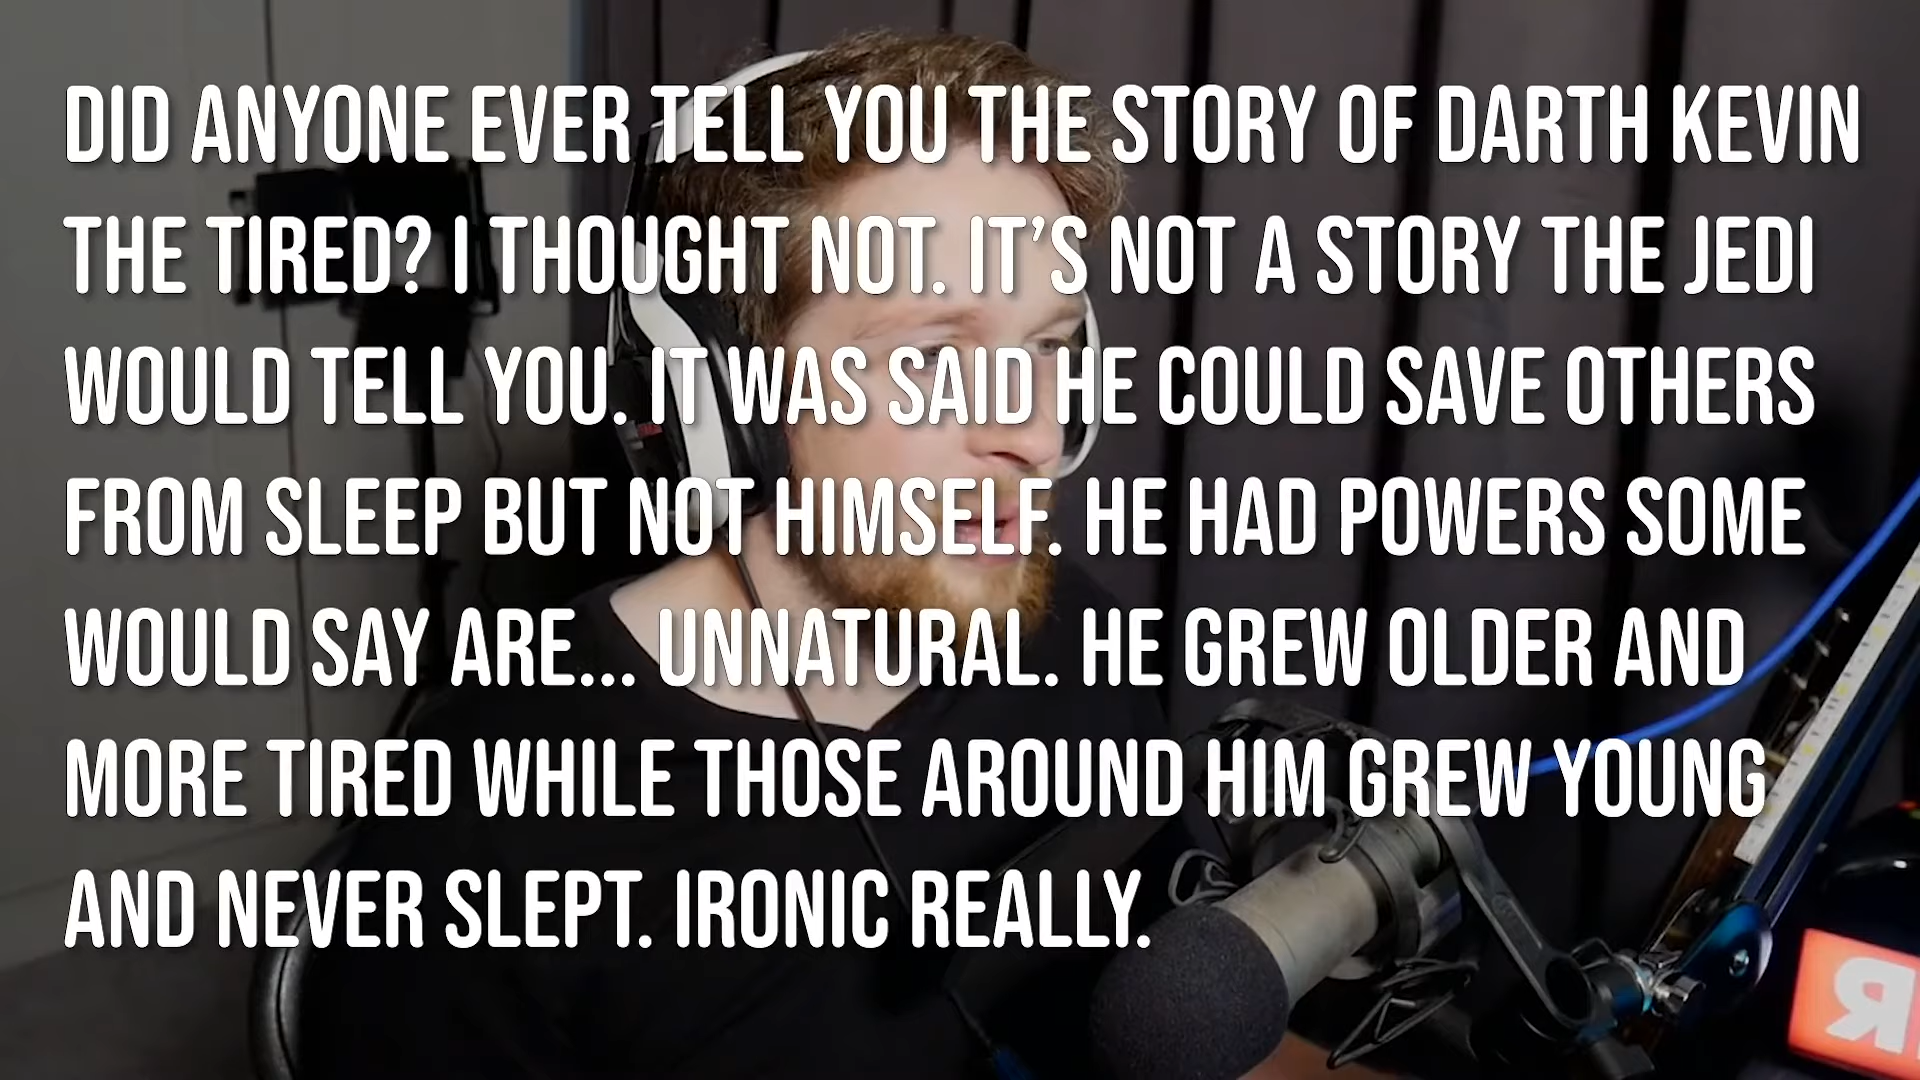 DID ANYONE EVER TELL YOU THE STORY OF DARTH KEVIN
THE TIRED? I THOUGHT NOT. IT'S NOT A STORY THE JEDI
WOULD TELL YOU. IT WAS SAID HE COULD SAVE OTHERS
FROM SLEEP BUT NOT HIMSELF. HE HAD POWERS SOME
WOULD SAY ARE... UNNATURAL. HE GREW OLDER AND
MORE TIRED WHILE THOSE AROUND HIM GREW YOUNG
AND NEVER SLEPT. IRONIC REALLY.